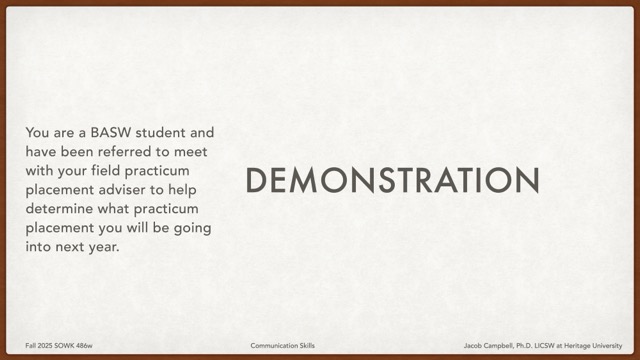 You are a BASW student and
have been referred to meet
with your field practicum
placement adviser to help
determine what practicum
placement you will be going
into next year.
DEMONSTRATION
Fall 2025 SOWK 486w
Communication Skills
Jacob Campbell, Ph.D. LICSW at Heritage University